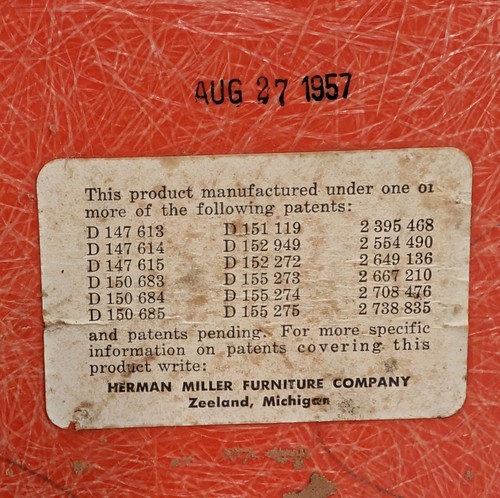 AUG 27 1957
This product manufactured under one or
more of the following patents:
D 147 613 D 151 119 2 395 468
D 147 614 D 152 949 2 554 490
D 147 615 D 152 272 2 649 136
D 150 683 D 155 273 2 667 210
D 150 684 D 155 274 2 708 476
D 150 685 D 155 275 2 738 835
and patents pending. For more specific
information on patents covering this
product write:
HERMAN MILLER FURNITURE COMPANY
Zeeland, Michigan